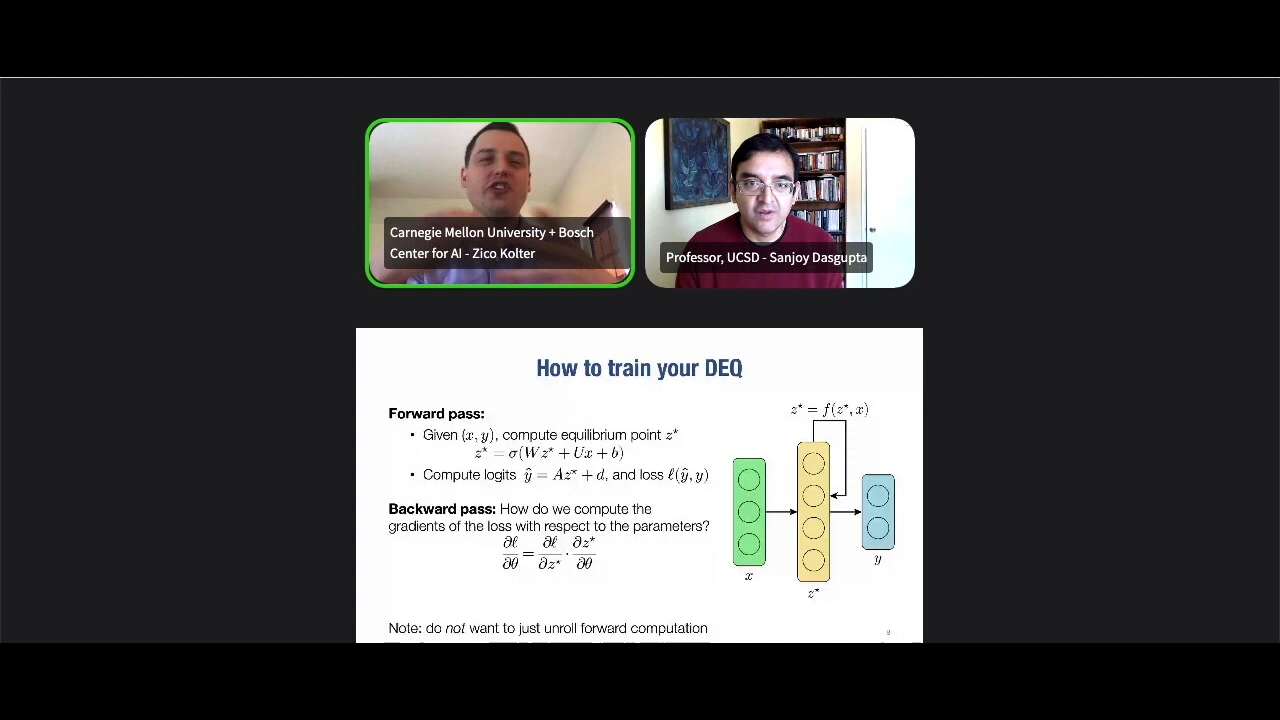 Carnegie Mellon University + Bosch
Center for AI - Zico Kolter
Professor, UCSD - Sanjoy Dasgupta
How to train your DEQ
Forward pass:
• Given (x, y), compute equilibrium point z⋆
z⋆ = σ(Wz⋆ + Ux + b)
• Compute logits ŷ = Az⋆ + d, and loss ℓ(ŷ, y)
Backward pass: How do we compute the
gradients of the loss with respect to the parameters?
∂ℓ/∂θ = ∂ℓ/∂z⋆ · ∂z⋆/∂θ
Note: do not want to just unroll forward computation
z⋆ = f(z⋆, x)
x
z⋆
y
8